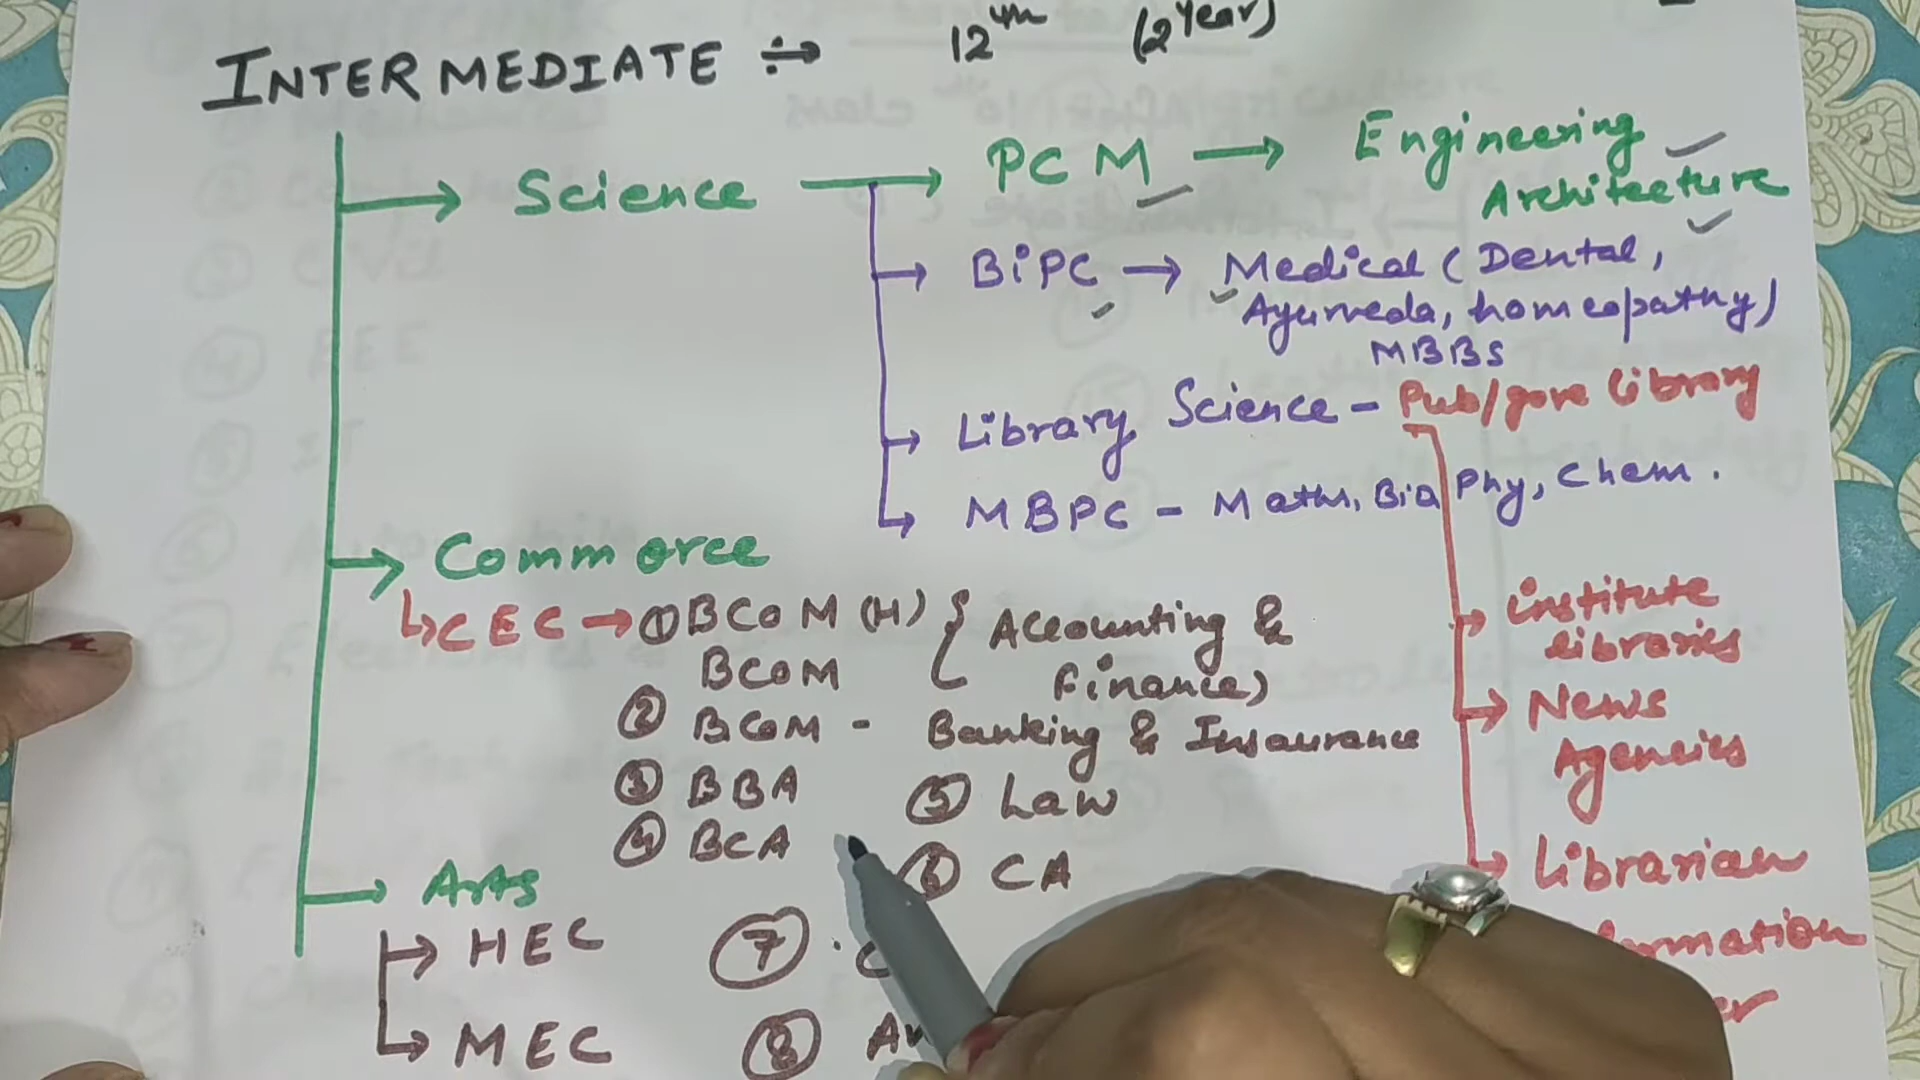 INTERMEDIATE ÷→ 12th (2 Year)
Science → PCM → Engineering
Architecture
BiPC → Medical (Dental,
Ayurveda, homeopathy)
MBBS
Library Science - Pub/gove library
MBPC - Math, Bio, Phy, Chem.
Commerce
CEC → ① BCOM (H) { Accounting &
BCOM Finance)
② BCOM - Banking & Insaurance
institute
libraries
News
Agencies
③ BBA ⑤ Law
④ BCA ⑥ CA
Librarian
Arts
HEC ⑦
MEC ⑧